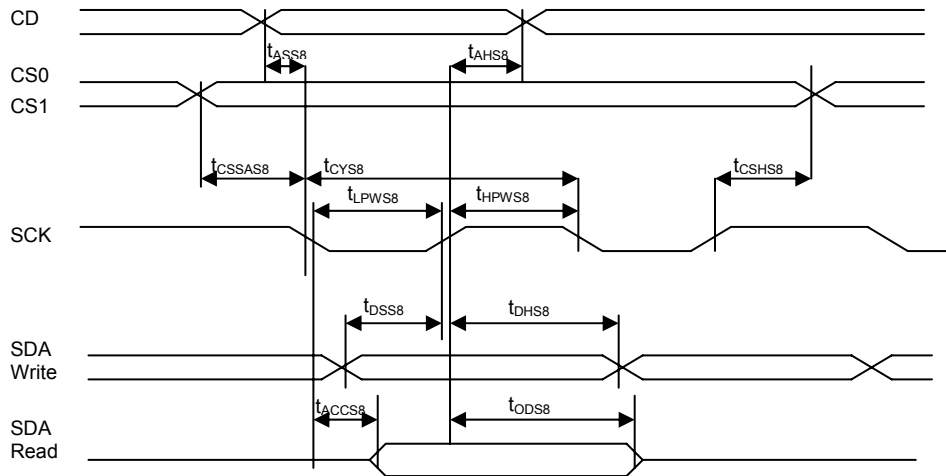 CD
tASS8
tAHS8
CS0
CS1
tCSSAS8
tCYS8
tCSHS8
tLPWS8
tHPWS8
SCK
tDSS8
tDHS8
SDA
Write
tACCS8
tODS8
SDA
Read